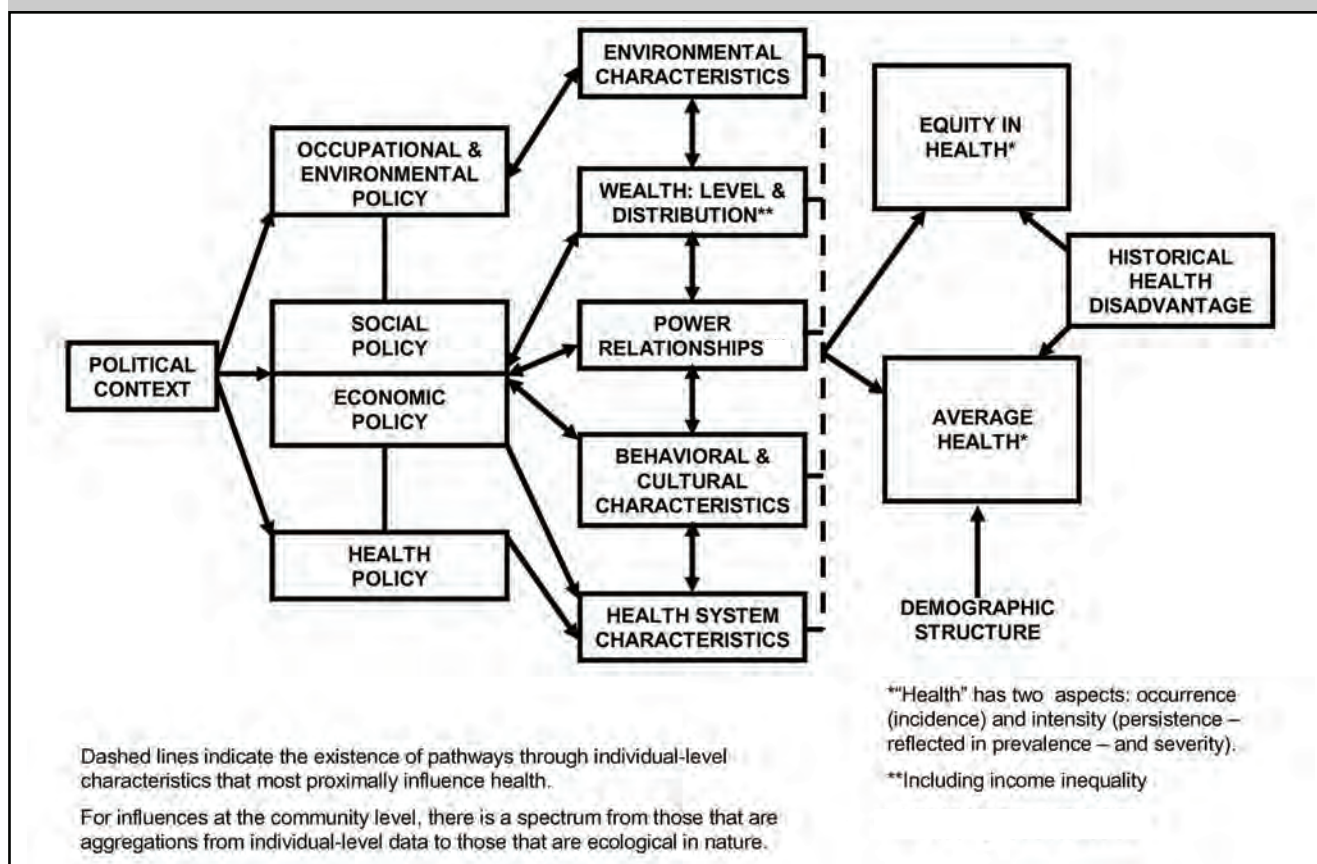 ENVIRONMENTAL
CHARACTERISTICS
OCCUPATIONAL &
ENVIRONMENTAL
POLICY
WEALTH: LEVEL &
DISTRIBUTION**
SOCIAL
POLICY
POWER
RELATIONSHIPS
POLITICAL
CONTEXT
ECONOMIC
POLICY
BEHAVIORAL &
CULTURAL
CHARACTERISTICS
HEALTH
POLICY
HEALTH SYSTEM
CHARACTERISTICS
EQUITY IN
HEALTH*
HISTORICAL
HEALTH
DISADVANTAGE
AVERAGE
HEALTH*
DEMOGRAPHIC
STRUCTURE
Dashed lines indicate the existence of pathways through individual-level
characteristics that most proximally influence health.
For influences at the community level, there is a spectrum from those that are
aggregations from individual-level data to those that are ecological in nature.
*"Health" has two aspects: occurrence
(incidence) and intensity (persistence –
reflected in prevalence – and severity).
**Including income inequality